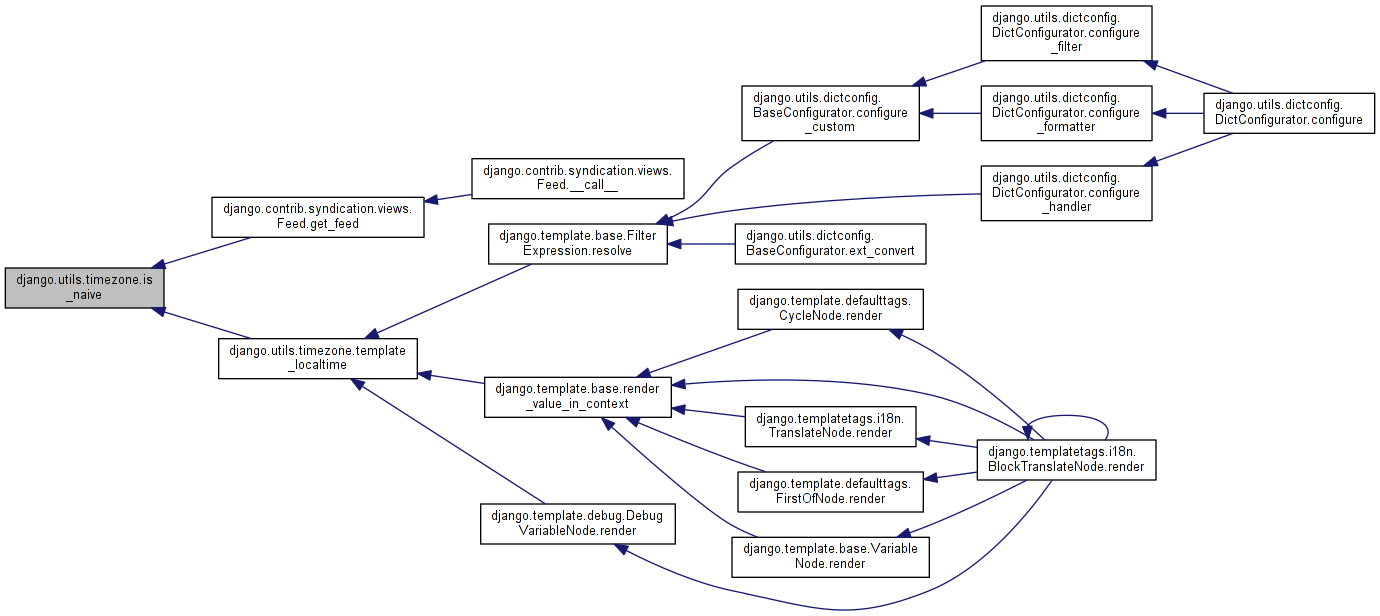 django.utils.timezone.is
_naive
django.contrib.syndication.views.
Feed.get_feed
django.utils.timezone.template
_localtime
django.contrib.syndication.views.
Feed.__call__
django.template.base.Filter
Expression.resolve
django.template.base.render
_value_in_context
django.template.debug.Debug
VariableNode.render
django.utils.dictconfig.
BaseConfigurator.configure
_custom
django.utils.dictconfig.
BaseConfigurator.ext_convert
django.template.defaulttags.
CycleNode.render
django.templatetags.i18n.
TranslateNode.render
django.template.defaulttags.
FirstOfNode.render
django.template.base.Variable
Node.render
django.utils.dictconfig.
DictConfigurator.configure
_filter
django.utils.dictconfig.
DictConfigurator.configure
_formatter
django.utils.dictconfig.
DictConfigurator.configure
_handler
django.templatetags.i18n.
BlockTranslateNode.render
django.utils.dictconfig.
DictConfigurator.configure